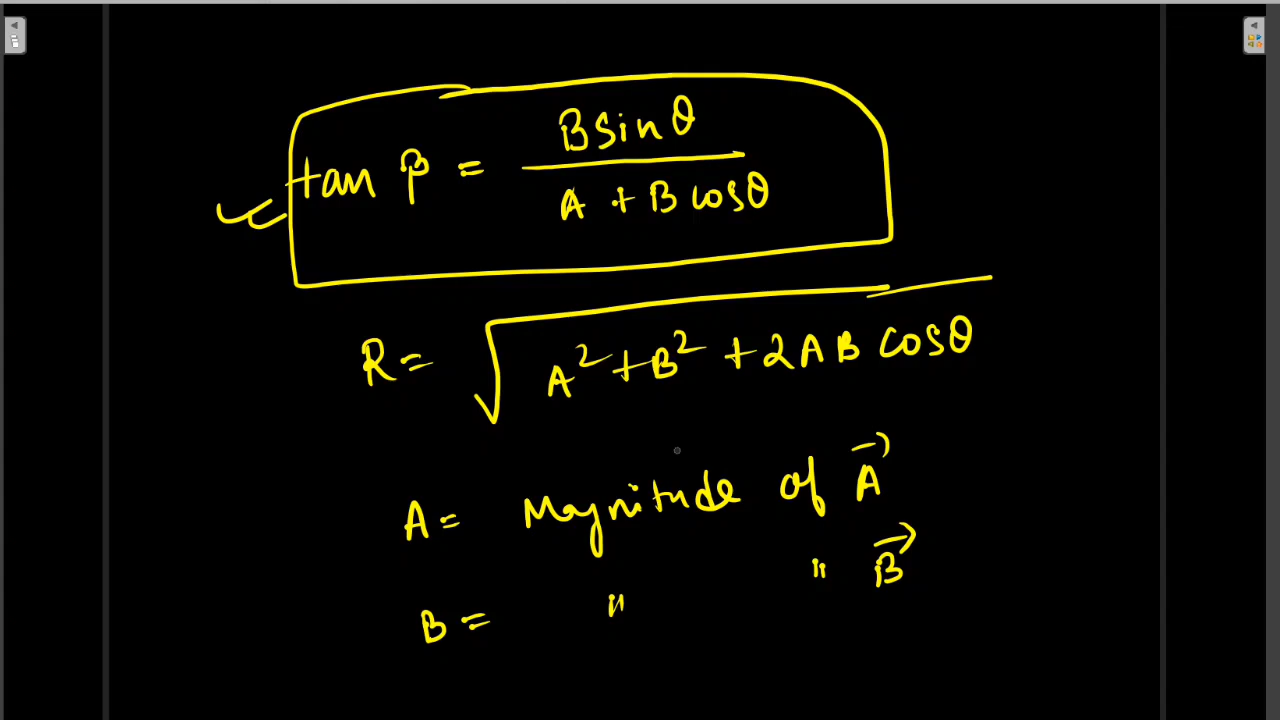 tan β = B sin θ / A + B cos θ
R = √ A² + B² + 2AB cos θ
A = Magnitude of A⃗
B = " " B⃗